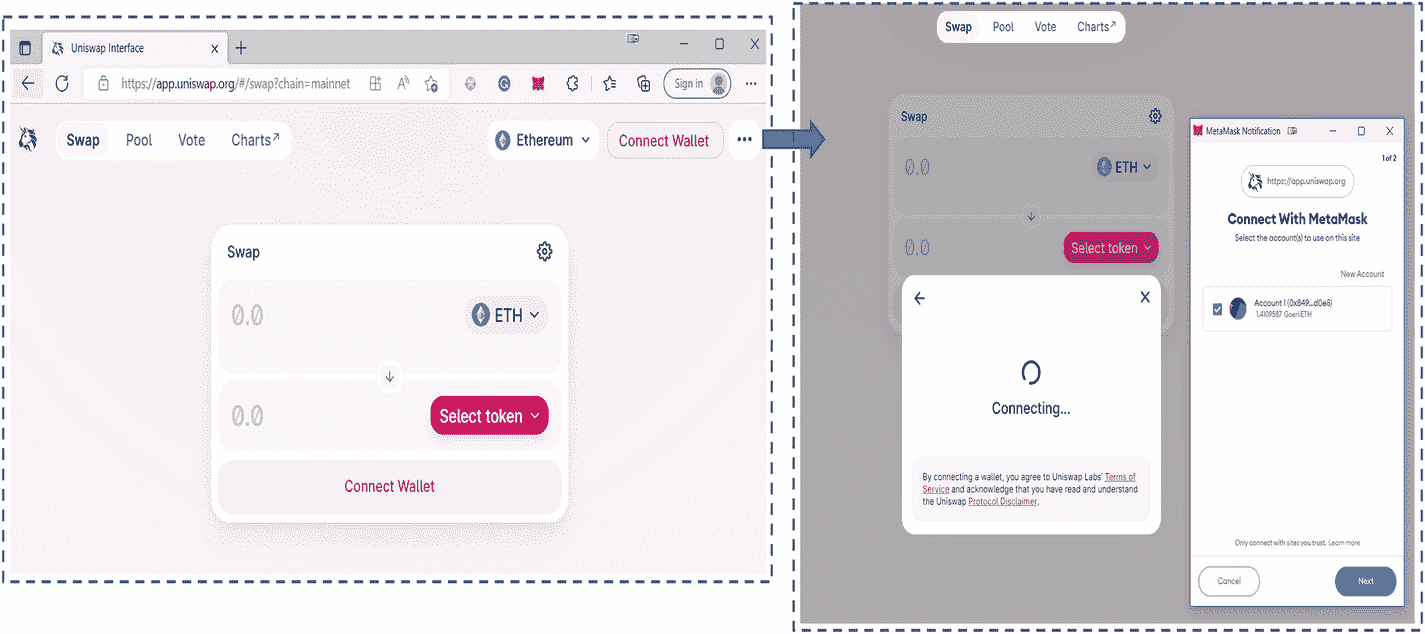 Uniswap Interface
https://app.uniswap.org/#/swap?chain=mainnet
Sign in
Swap Pool Vote Charts↗
Ethereum
Connect Wallet
Swap
0.0
ETH
0.0
Select token
Connect Wallet
Swap Pool Vote Charts↗
Swap
0.0
ETH
0.0
Select token
Connecting...
By connecting a wallet, you agree to Uniswap Labs' Terms of
Service and acknowledge that you have read and understand
the Uniswap Protocol Disclaimer.
MetaMask Notification
1 of 2
https://app.uniswap.org
Connect With MetaMask
Select the account(s) to use on this site
New Account
Account 1 (0x849...d0e8)
1.4109587 GoerliETH
Only connect with sites you trust. Learn more
Cancel
Next